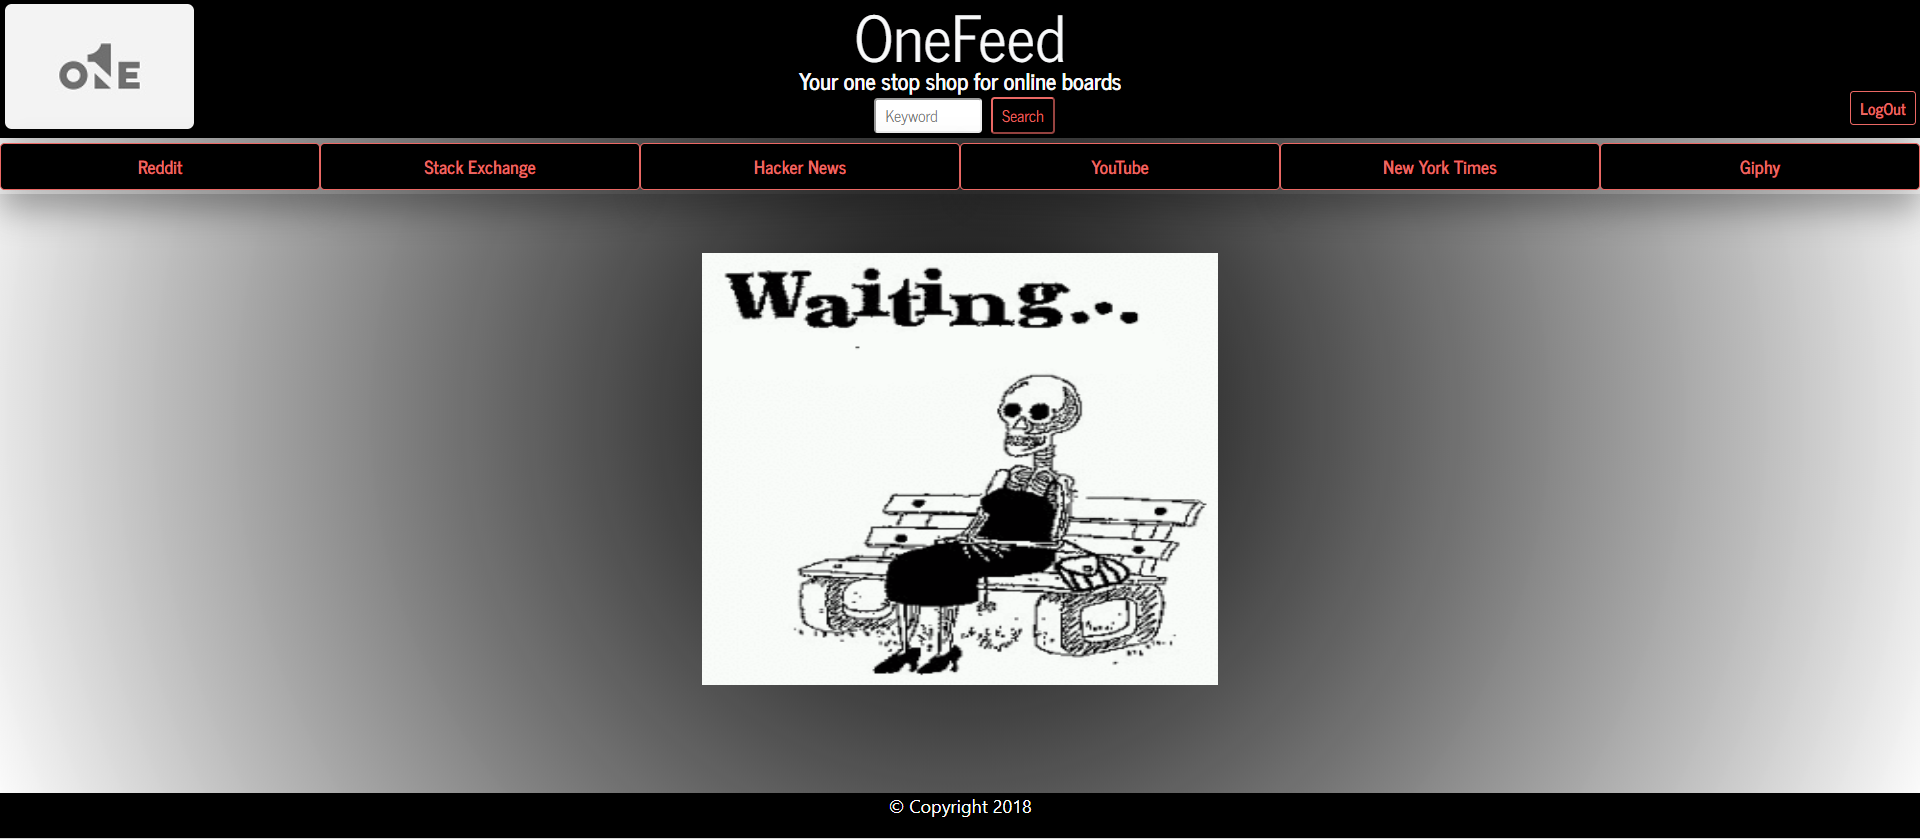 ONE
OneFeed
Your one stop shop for online boards
Keyword
Search
LogOut
Reddit
Stack Exchange
Hacker News
YouTube
New York Times
Giphy
Waiting...
© Copyright 2018